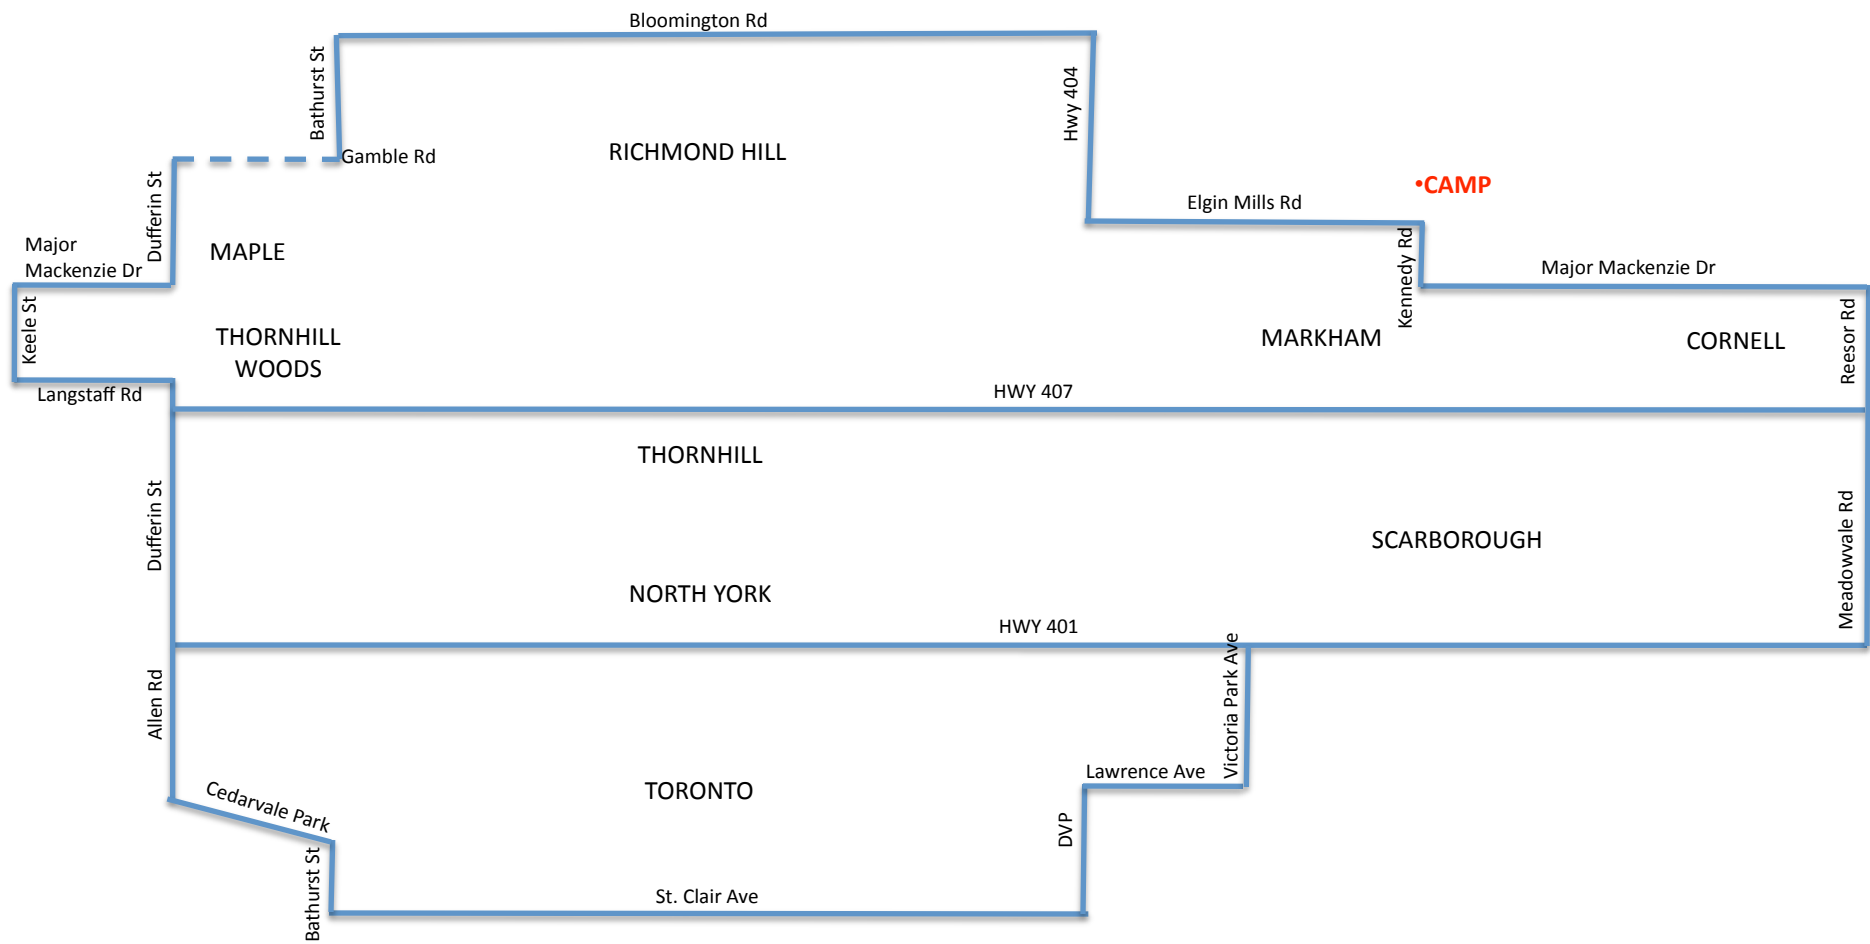 Bloomington Rd
Bathurst St
Hwy 404
Gamble Rd
RICHMOND HILL
•CAMP
Dufferin St
Elgin Mills Rd
Major
Mackenzie Dr
MAPLE
Kennedy Rd
Major Mackenzie Dr
Keele St
THORNHILL
WOODS
MARKHAM
CORNELL
Reesor Rd
Langstaff Rd
HWY 407
THORNHILL
Dufferin St
SCARBOROUGH
Meadowvale Rd
NORTH YORK
HWY 401
Allen Rd
Victoria Park Ave
Cedarvale Park
TORONTO
Lawrence Ave
DVP
Bathurst St
St. Clair Ave